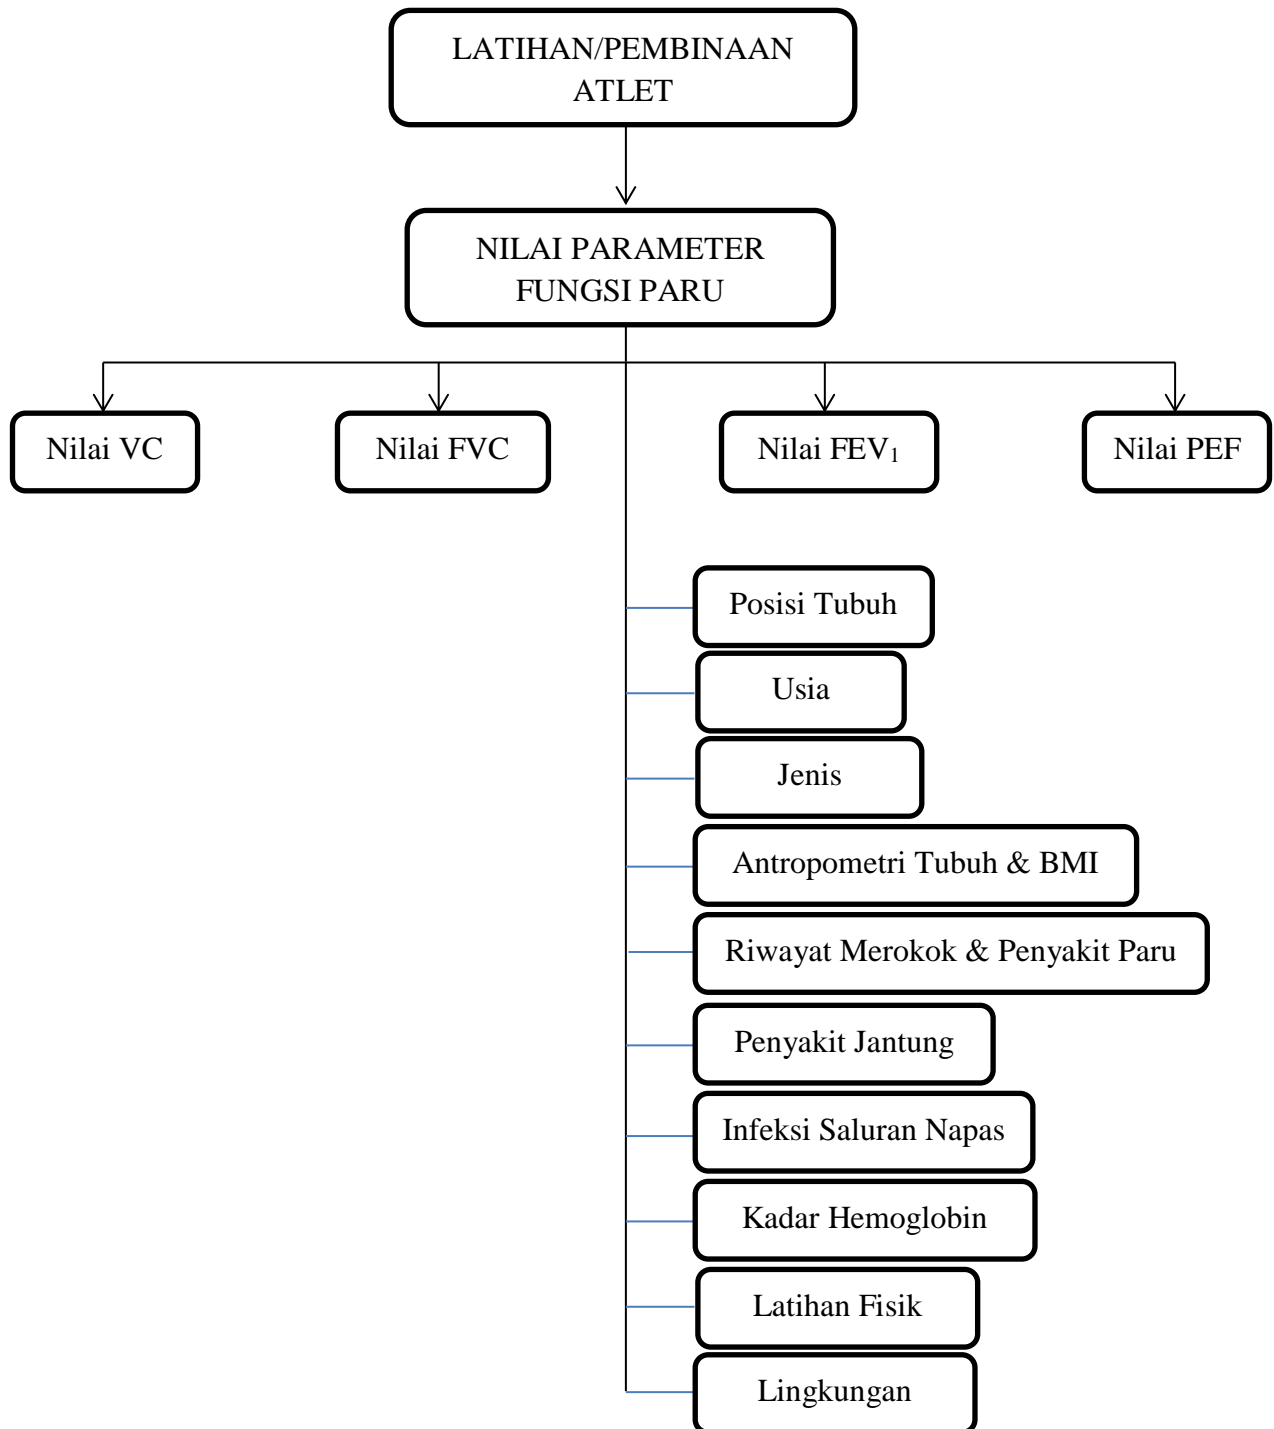 LATIHAN/PEMBINAAN
ATLET
NILAI PARAMETER
FUNGSI PARU
Nilai VC
Nilai FVC
Nilai FEV₁
Nilai PEF
Posisi Tubuh
Usia
Jenis
Antropometri Tubuh & BMI
Riwayat Merokok & Penyakit Paru
Penyakit Jantung
Infeksi Saluran Napas
Kadar Hemoglobin
Latihan Fisik
Lingkungan